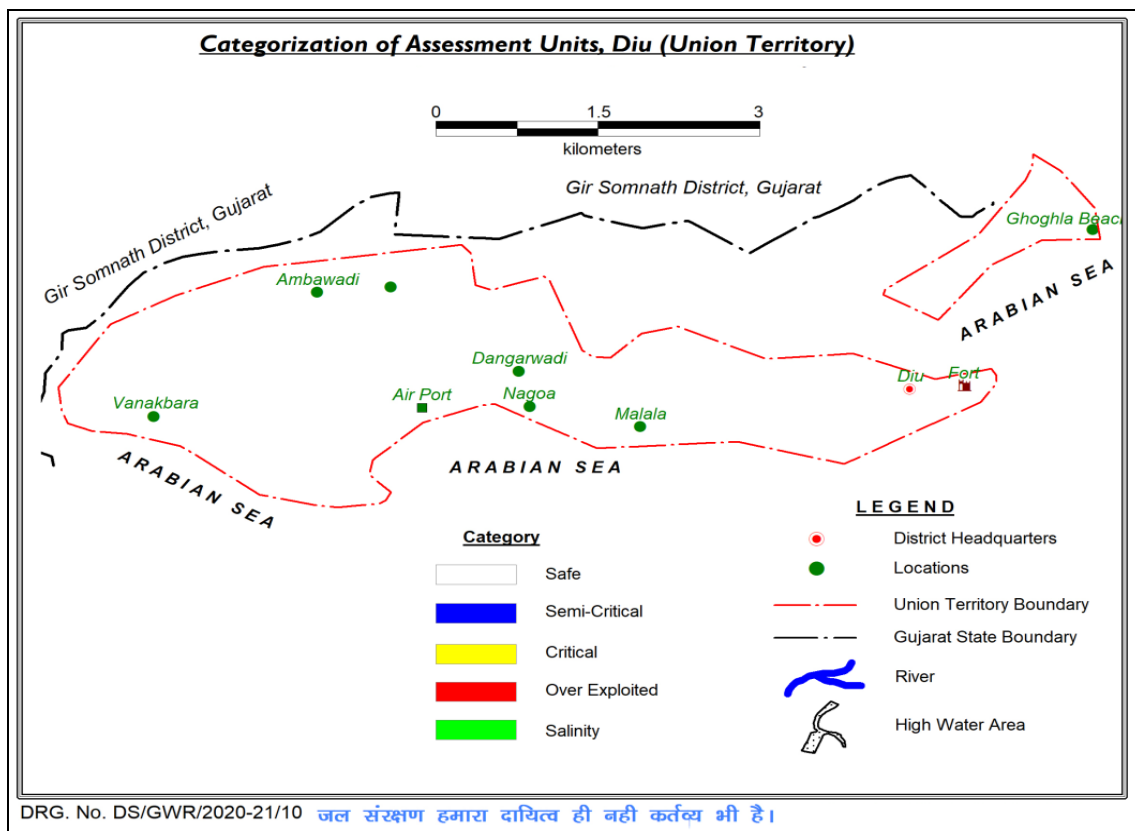 Categorization of Assessment Units, Diu (Union Territory)
0 1.5 3
kilometers
Gir Somnath District, Gujarat
Gir Somnath District, Gujarat
Ghoghla Beac
ARABIAN SEA
Ambawadi
Dangarwadi
Diu
Fort
Vanakbara
Air Port
Nagoa
Malala
ARABIAN SEA
ARABIAN SEA
LEGEND
District Headquarters
Locations
Union Territory Boundary
Gujarat State Boundary
River
High Water Area
Category
Safe
Semi-Critical
Critical
Over Exploited
Salinity
DRG. No. DS/GWR/2020-21/10 जल संरक्षण हमारा दायित्व ही नही कर्तव्य भी है।